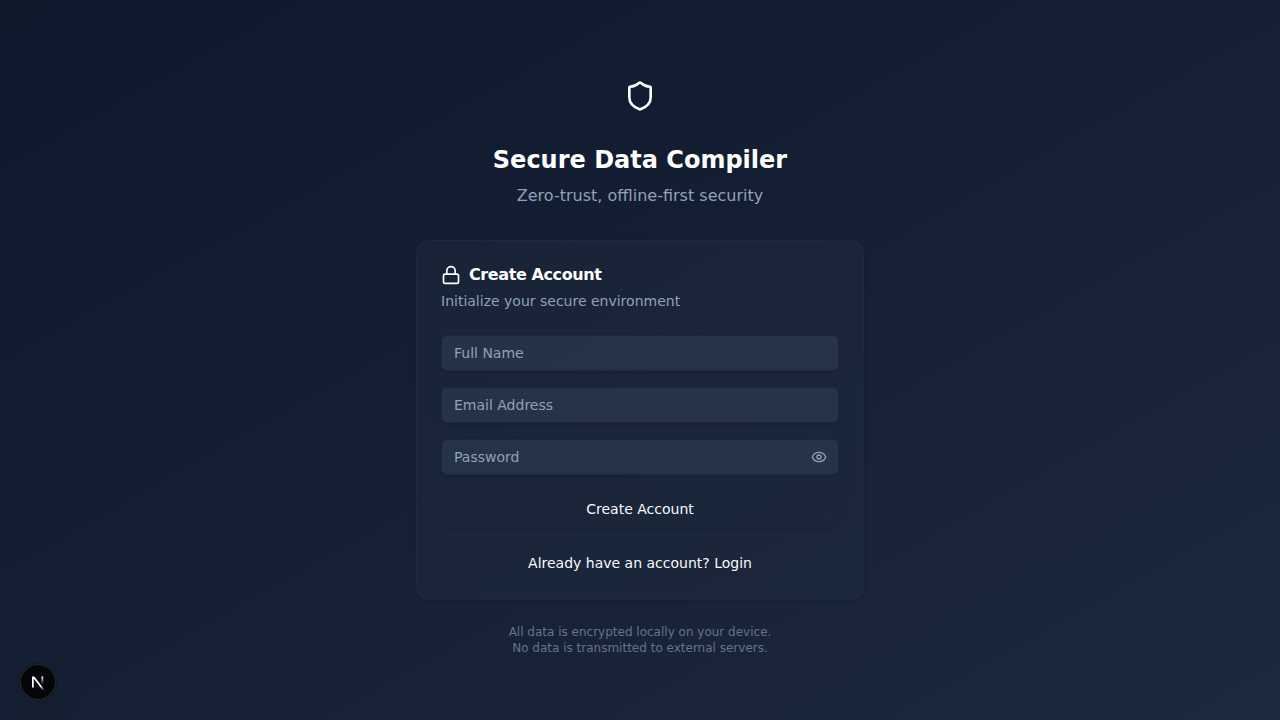 Secure Data Compiler
Zero-trust, offline-first security
Create Account
Initialize your secure environment
Full Name
Email Address
Password
Create Account
Already have an account? Login
All data is encrypted locally on your device.
No data is transmitted to external servers.
N